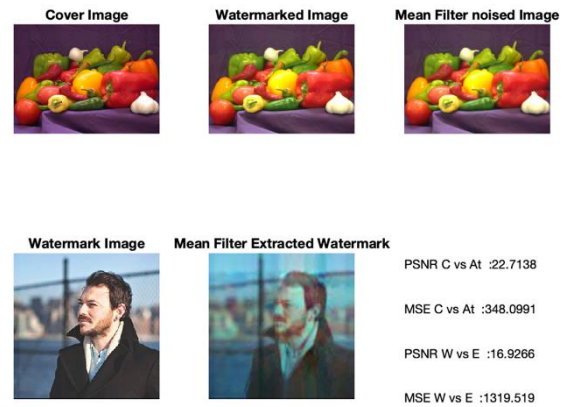 Cover Image
Watermarked Image
Mean Filter noised Image
Watermark Image
Mean Filter Extracted Watermark
PSNR C vs At :22.7138
MSE C vs At :348.0991
PSNR W vs E :16.9266
MSE W vs E :1319.519